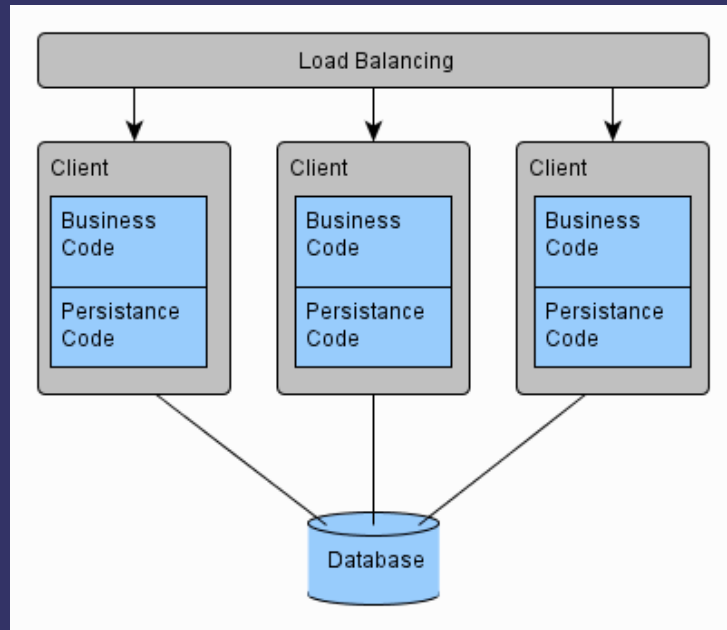 Load Balancing
Client
Business
Code
Persistance
Code
Client
Business
Code
Persistance
Code
Client
Business
Code
Persistance
Code
Database